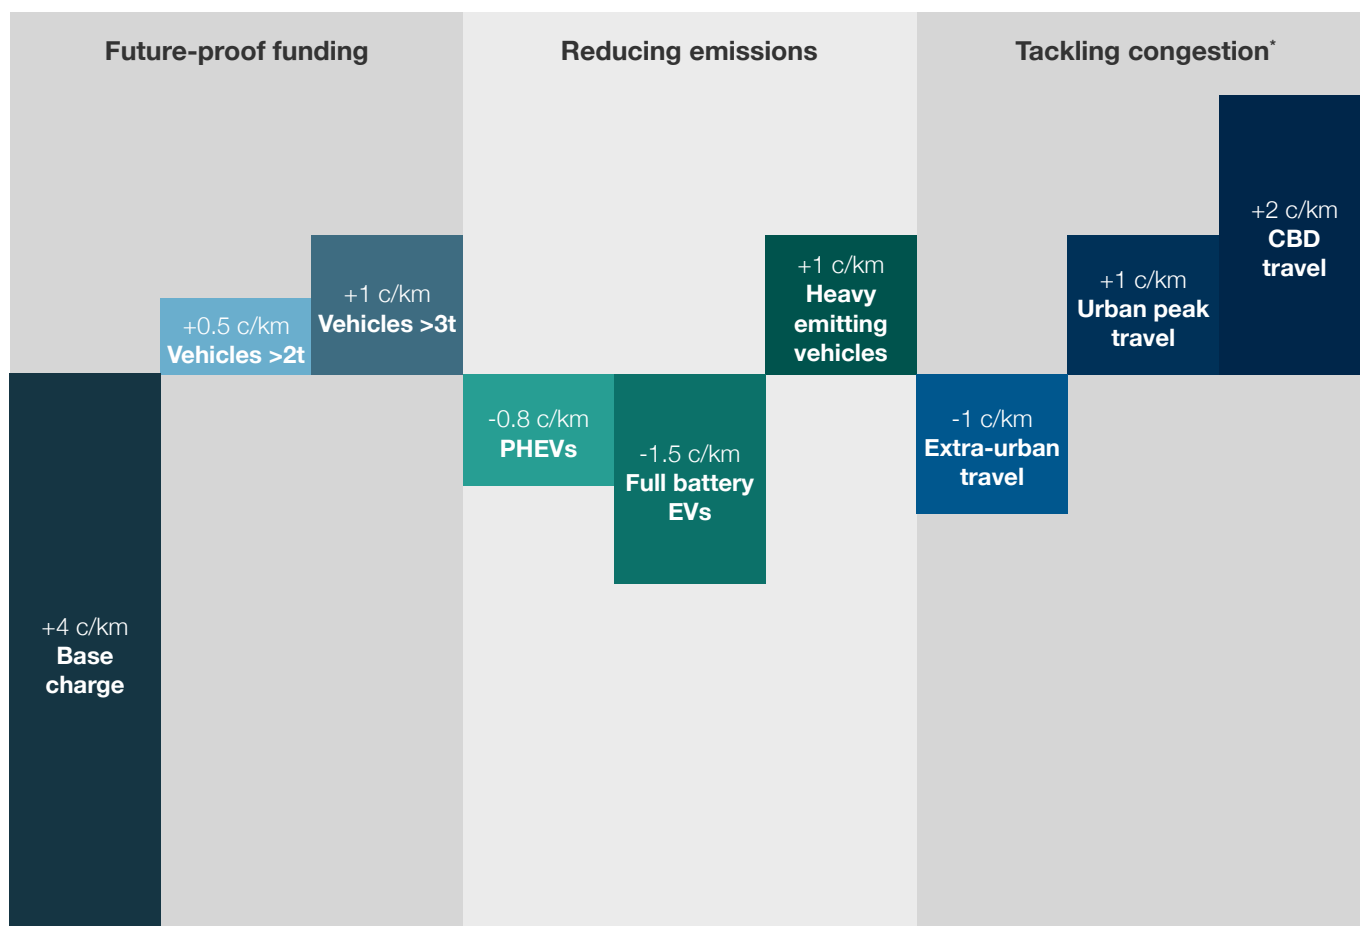 Future-proof funding
Reducing emissions
Tackling congestion*
+4 c/km
Base
charge
+0.5 c/km
Vehicles >2t
+1 c/km
Vehicles >3t
-0.8 c/km
PHEVs
-1.5 c/km
Full battery
EVs
+1 c/km
Heavy
emitting
vehicles
-1 c/km
Extra-urban
travel
+1 c/km
Urban peak
travel
+2 c/km
CBD
travel